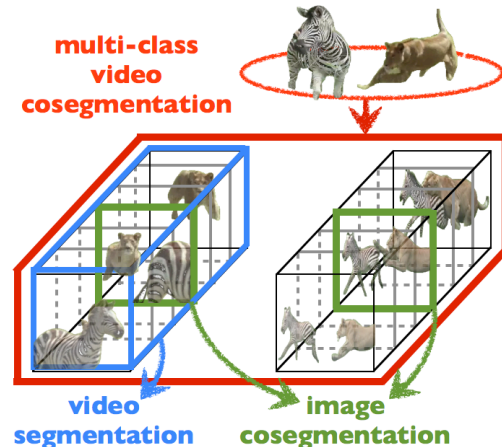 multi-class
video
cosegmentation
video
segmentation
image
cosegmentation